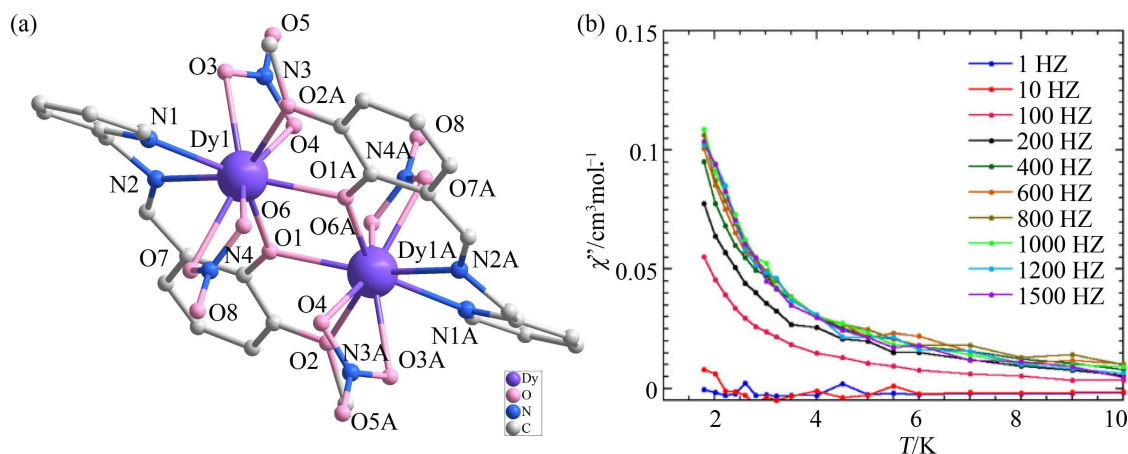 (a)
O5
O3
N3
O2A
N1
O4
O8
Dy1
N4A
O1A
O7A
N2
O6
O6A
O1
Dy1A
O7
N4
N2A
O8
O4
N1A
O2
N3A
O3A
O5A
Dy
O
N
C
(b)
0.15
0.10
0.05
0
χ″/cm³mol⁻¹
2
4
6
8
10
T/K
1 HZ
10 HZ
100 HZ
200 HZ
400 HZ
600 HZ
800 HZ
1000 HZ
1200 HZ
1500 HZ